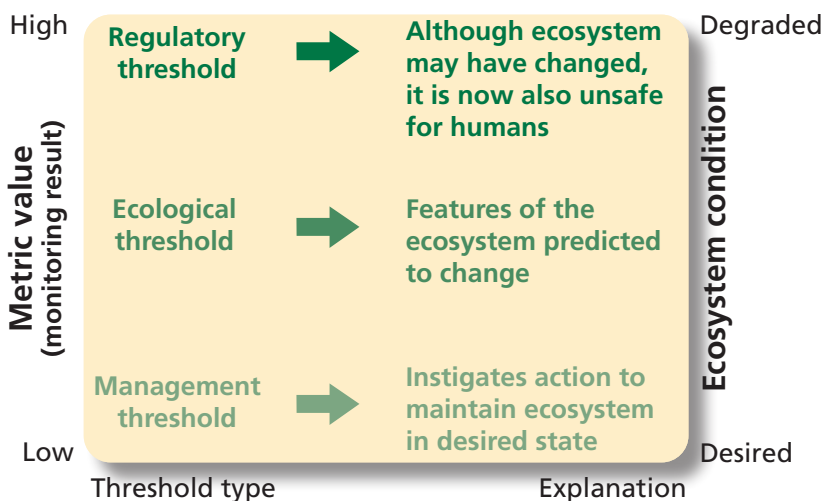 High
Degraded
Regulatory
threshold
Although ecosystem
may have changed,
it is now also unsafe
for humans
Metric value
(monitoring result)
Ecosystem condition
Ecological
threshold
Features of the
ecosystem predicted
to change
Management
threshold
Instigates action to
maintain ecosystem
in desired state
Low
Desired
Threshold type
Explanation